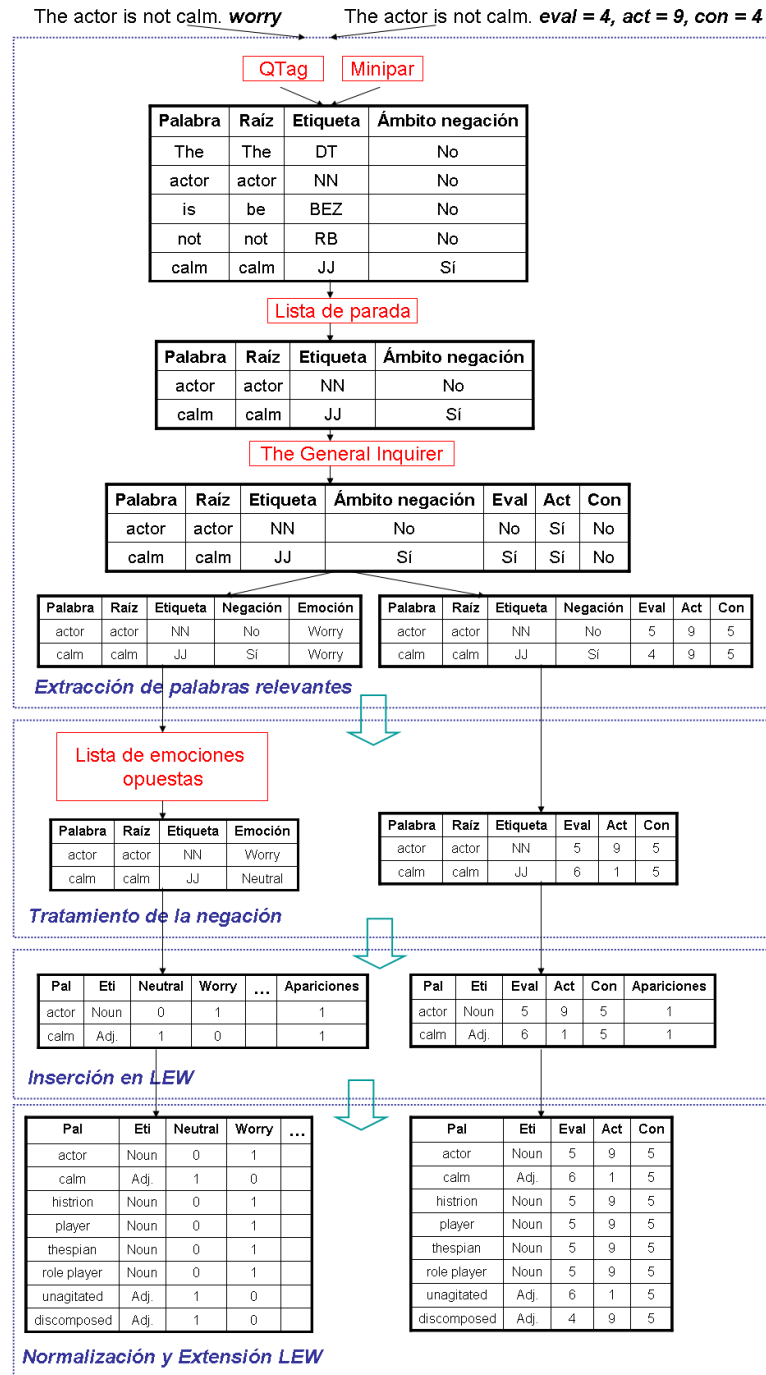 The actor is not calm. worry The actor is not calm. eval = 4, act = 9, con = 4
QTag Minipar
Palabra Raíz Etiqueta Ámbito negación
The The DT No
actor actor NN No
is be BEZ No
not not RB No
calm calm JJ Sí
Lista de parada
Palabra Raíz Etiqueta Ámbito negación
actor actor NN No
calm calm JJ Sí
The General Inquirer
Palabra Raíz Etiqueta Ámbito negación Eval Act Con
actor actor NN No No Sí No
calm calm JJ Sí Sí Sí No
Palabra Raíz Etiqueta Negación Emoción
actor actor NN No Worry
calm calm JJ Sí Worry
Palabra Raíz Etiqueta Negación Eval Act Con
actor actor NN No 5 9 5
calm calm JJ Sí 4 9 5
Extracción de palabras relevantes
Lista de emociones
opuestas
Palabra Raíz Etiqueta Emoción
actor actor NN Worry
calm calm JJ Neutral
Palabra Raíz Etiqueta Eval Act Con
actor actor NN 5 9 5
calm calm JJ 6 1 5
Tratamiento de la negación
Pal Eti Neutral Worry ... Apariciones
actor Noun 0 1 1
calm Adj. 1 0 1
Pal Eti Eval Act Con Apariciones
actor Noun 5 9 5 1
calm Adj. 6 1 5 1
Inserción en LEW
Pal Eti Neutral Worry ...
actor Noun 0 1
calm Adj. 1 0
histrion Noun 0 1
player Noun 0 1
thespian Noun 0 1
role player Noun 0 1
unagitated Adj. 1 0
discomposed Adj. 1 0
Pal Eti Eval Act Con
actor Noun 5 9 5
calm Adj. 6 1 5
histrion Noun 5 9 5
player Noun 5 9 5
thespian Noun 5 9 5
role player Noun 5 9 5
unagitated Adj. 6 1 5
discomposed Adj. 4 9 5
Normalización y Extensión LEW